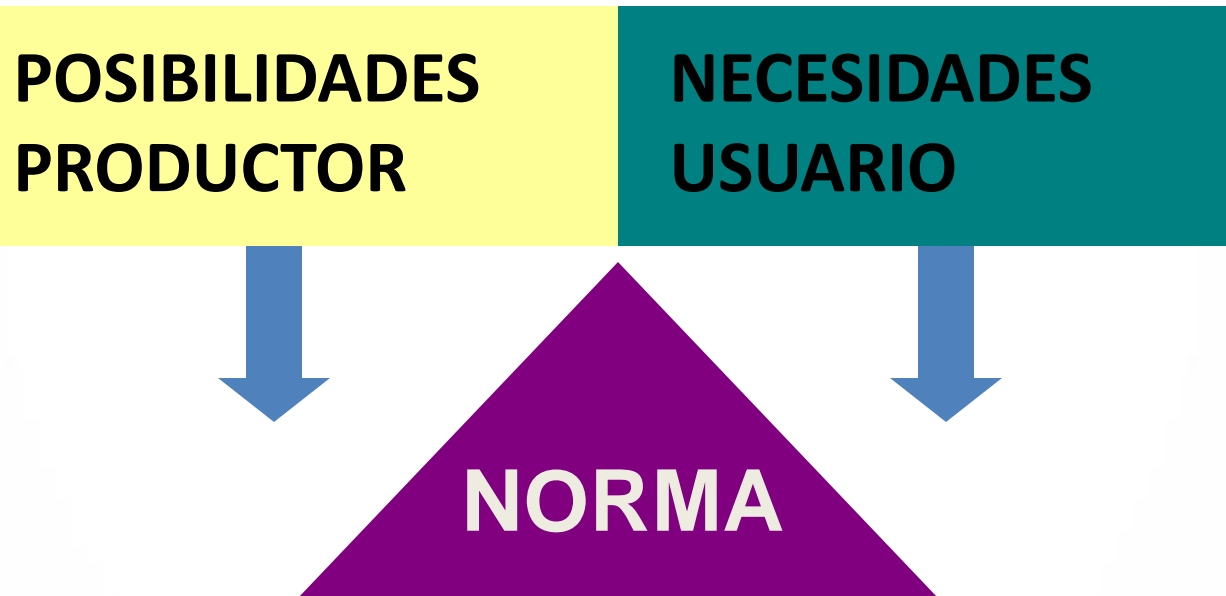 POSIBILIDADES
PRODUCTOR
NECESIDADES
USUARIO
NORMA